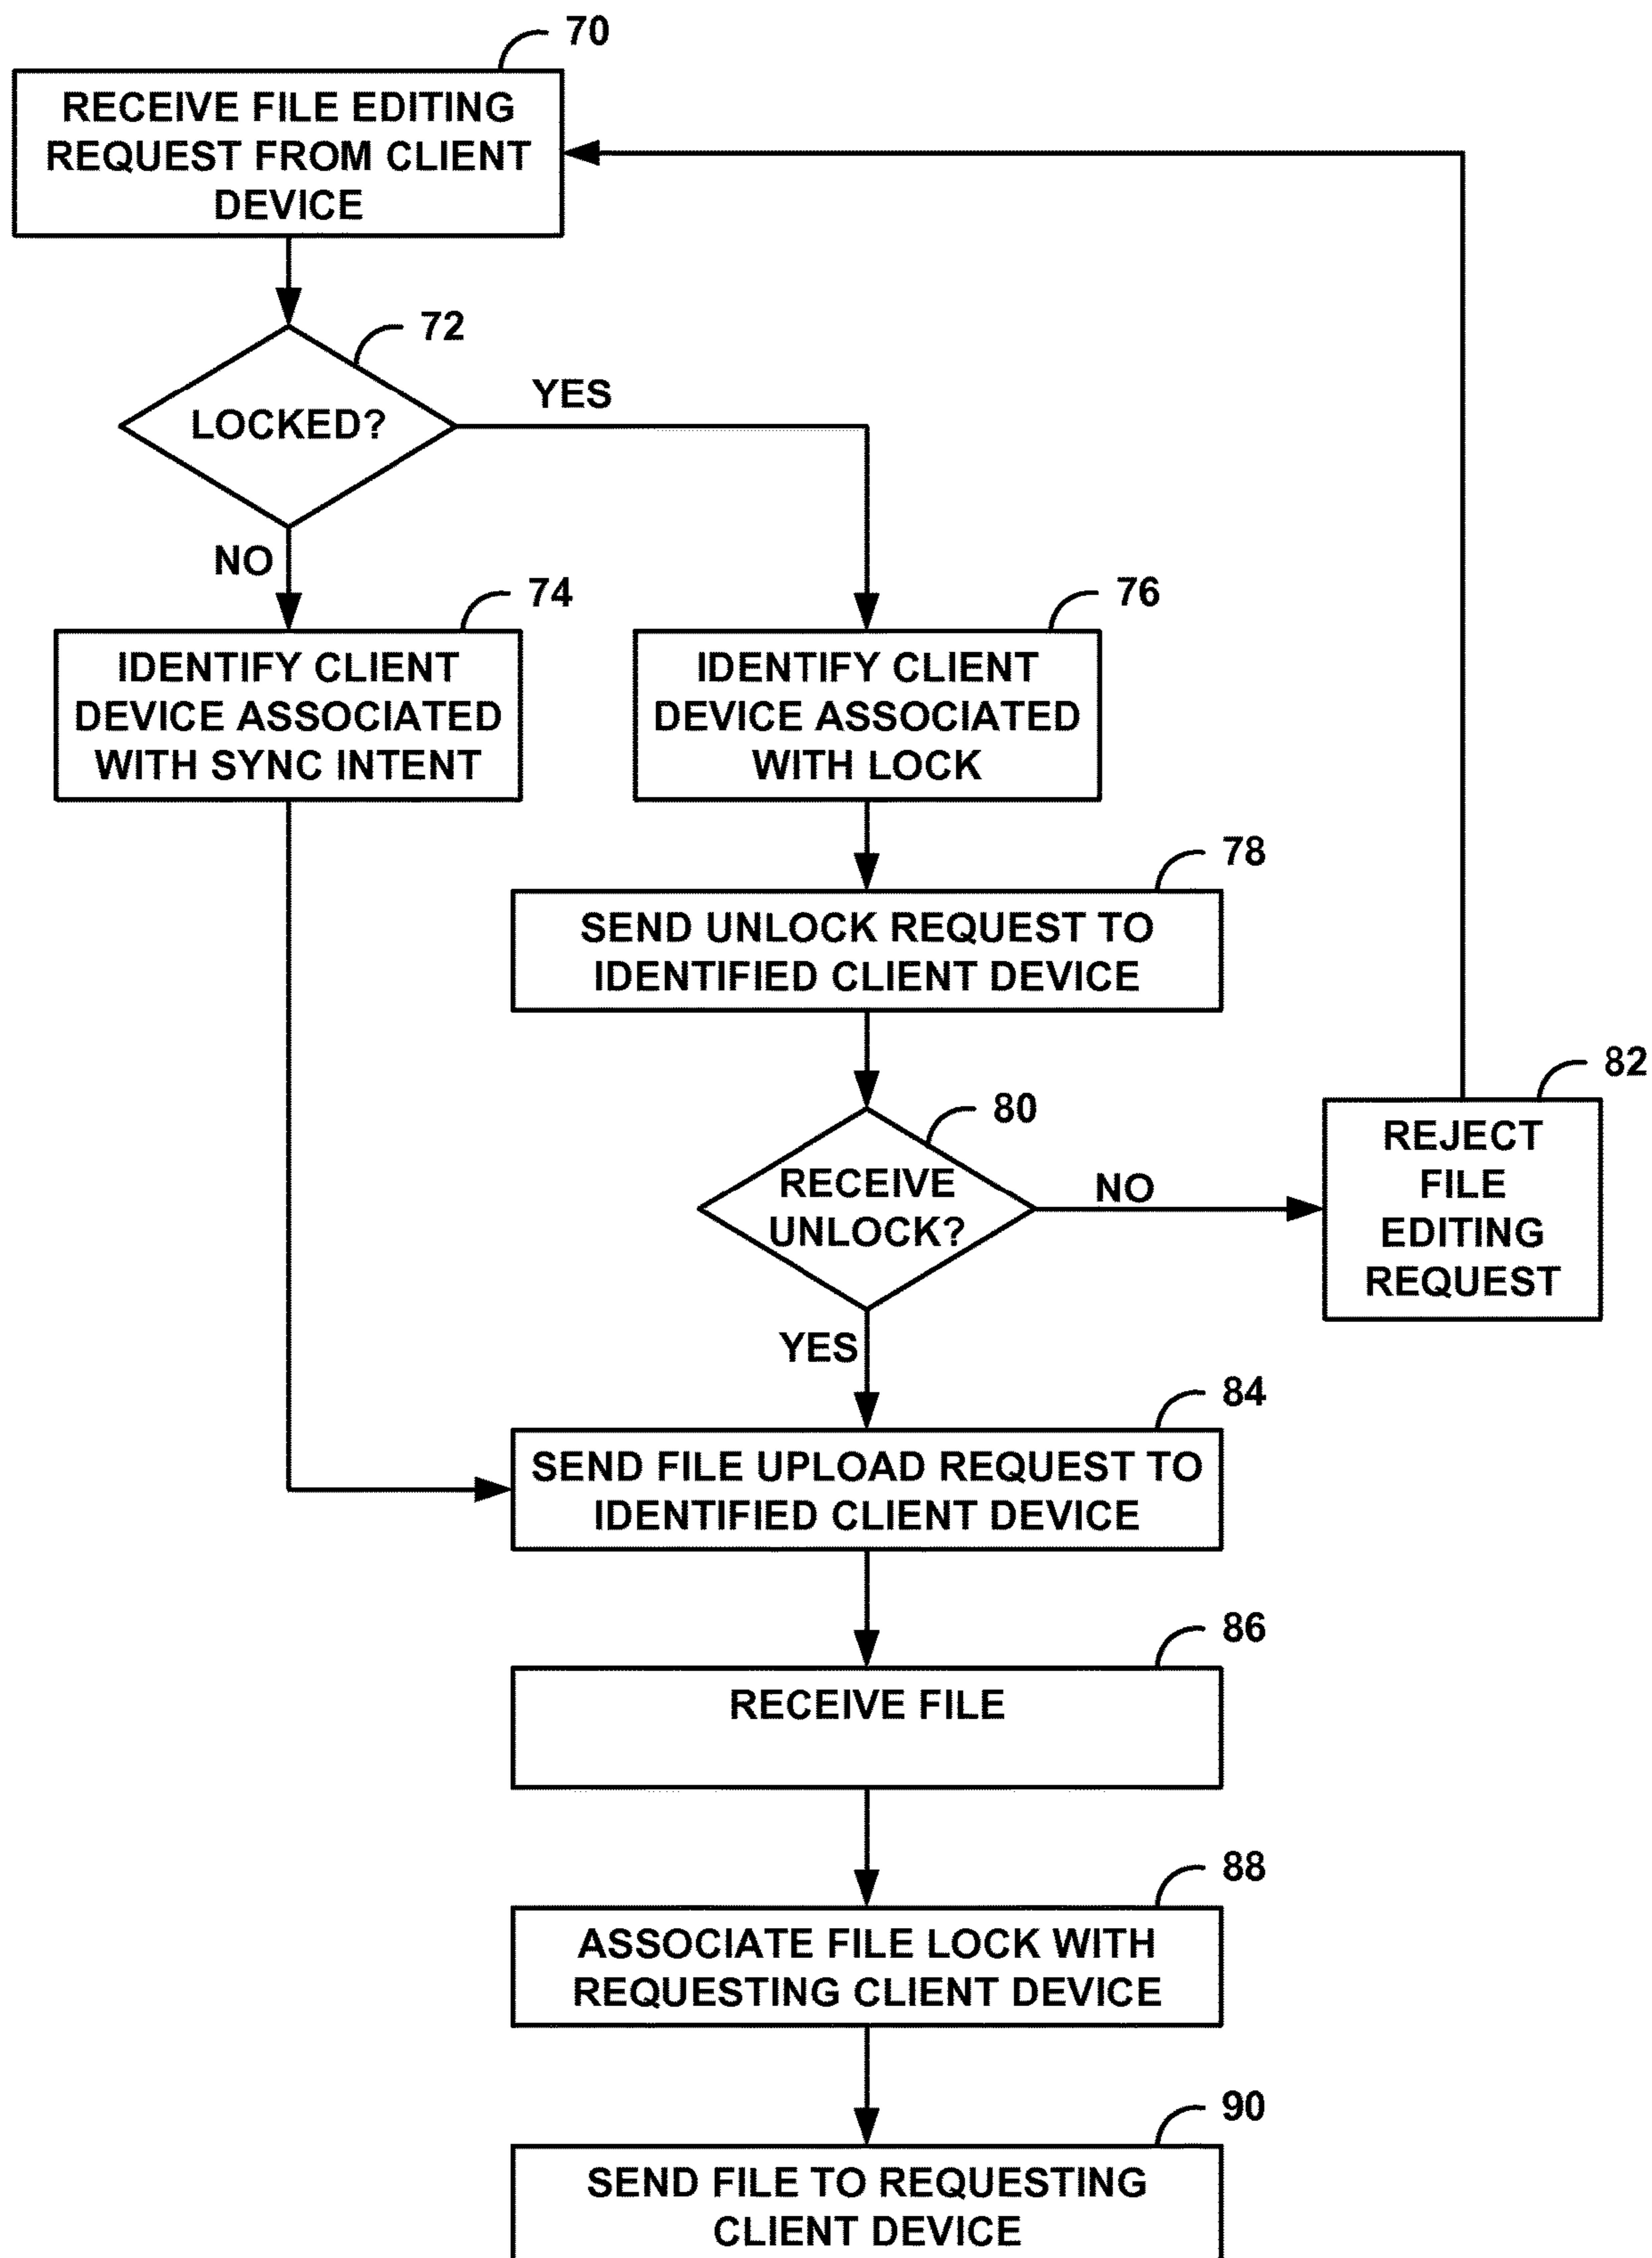 70
RECEIVE FILE EDITING
REQUEST FROM CLIENT
DEVICE
72
LOCKED?
YES
NO
74
IDENTIFY CLIENT
DEVICE ASSOCIATED
WITH SYNC INTENT
76
IDENTIFY CLIENT
DEVICE ASSOCIATED
WITH LOCK
78
SEND UNLOCK REQUEST TO
IDENTIFIED CLIENT DEVICE
80
RECEIVE
UNLOCK?
NO
82
REJECT
FILE
EDITING
REQUEST
YES
84
SEND FILE UPLOAD REQUEST TO
IDENTIFIED CLIENT DEVICE
86
RECEIVE FILE
88
ASSOCIATE FILE LOCK WITH
REQUESTING CLIENT DEVICE
90
SEND FILE TO REQUESTING
CLIENT DEVICE